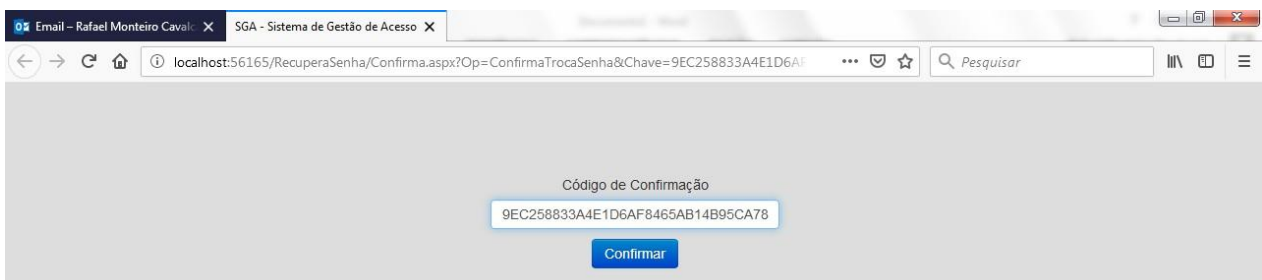 Email – Rafael Monteiro Cavalc
SGA - Sistema de Gestão de Acesso
localhost:56165/RecuperaSenha/Confirma.aspx?Op=ConfirmaTrocaSenha&Chave=9EC258833A4E1D6AF
Pesquisar
Código de Confirmação
9EC258833A4E1D6AF8465AB14B95CA78
Confirmar